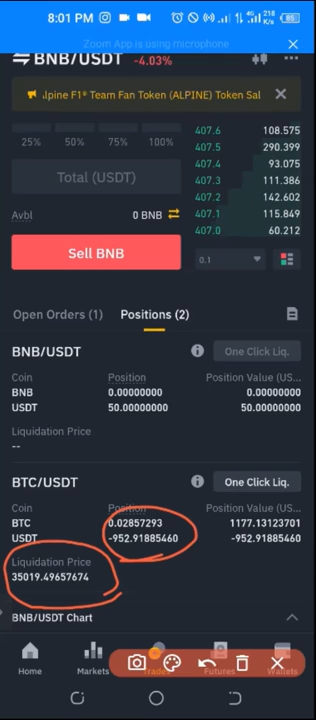 8:01 PM
218
K/s
85
Zoom App is using microphone
BNB/USDT -4.03%
.lpine F1® Team Fan Token (ALPINE) Token Sal
25% 50% 75% 100%
Total (USDT)
Avbl 0 BNB
Sell BNB
407.6 108.575
407.5 290.399
407.4 93.075
407.3 111.386
407.2 142.602
407.1 115.849
407.0 60.212
0.1
Open Orders (1) Positions (2)
BNB/USDT One Click Liq.
Coin Position Position Value (US...
BNB 0.00000000 0.00000000
USDT 50.00000000 50.00000000
Liquidation Price
--
BTC/USDT One Click Liq.
Coin Position Position Value (US...
BTC 0.02857293 1177.13123701
USDT -952.91885460 -952.91885460
Liquidation Price
35019.49657674
BNB/USDT Chart
Home Markets Trades Futures Wallets